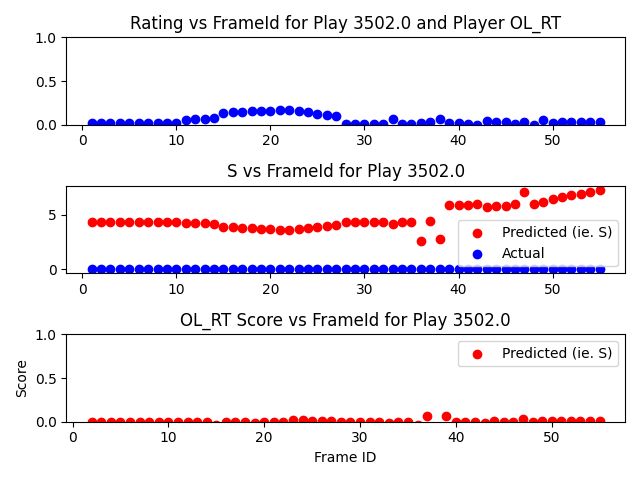 Rating vs FrameId for Play 3502.0 and Player OL_RT
1.0
0.5
0.0
0 10 20 30 40 50
S vs FrameId for Play 3502.0
5
0
Predicted (ie. S)
Actual
0 10 20 30 40 50
OL_RT Score vs FrameId for Play 3502.0
1.0
0.5
0.0
Score
Predicted (ie. S)
0 10 20 30 40 50
Frame ID